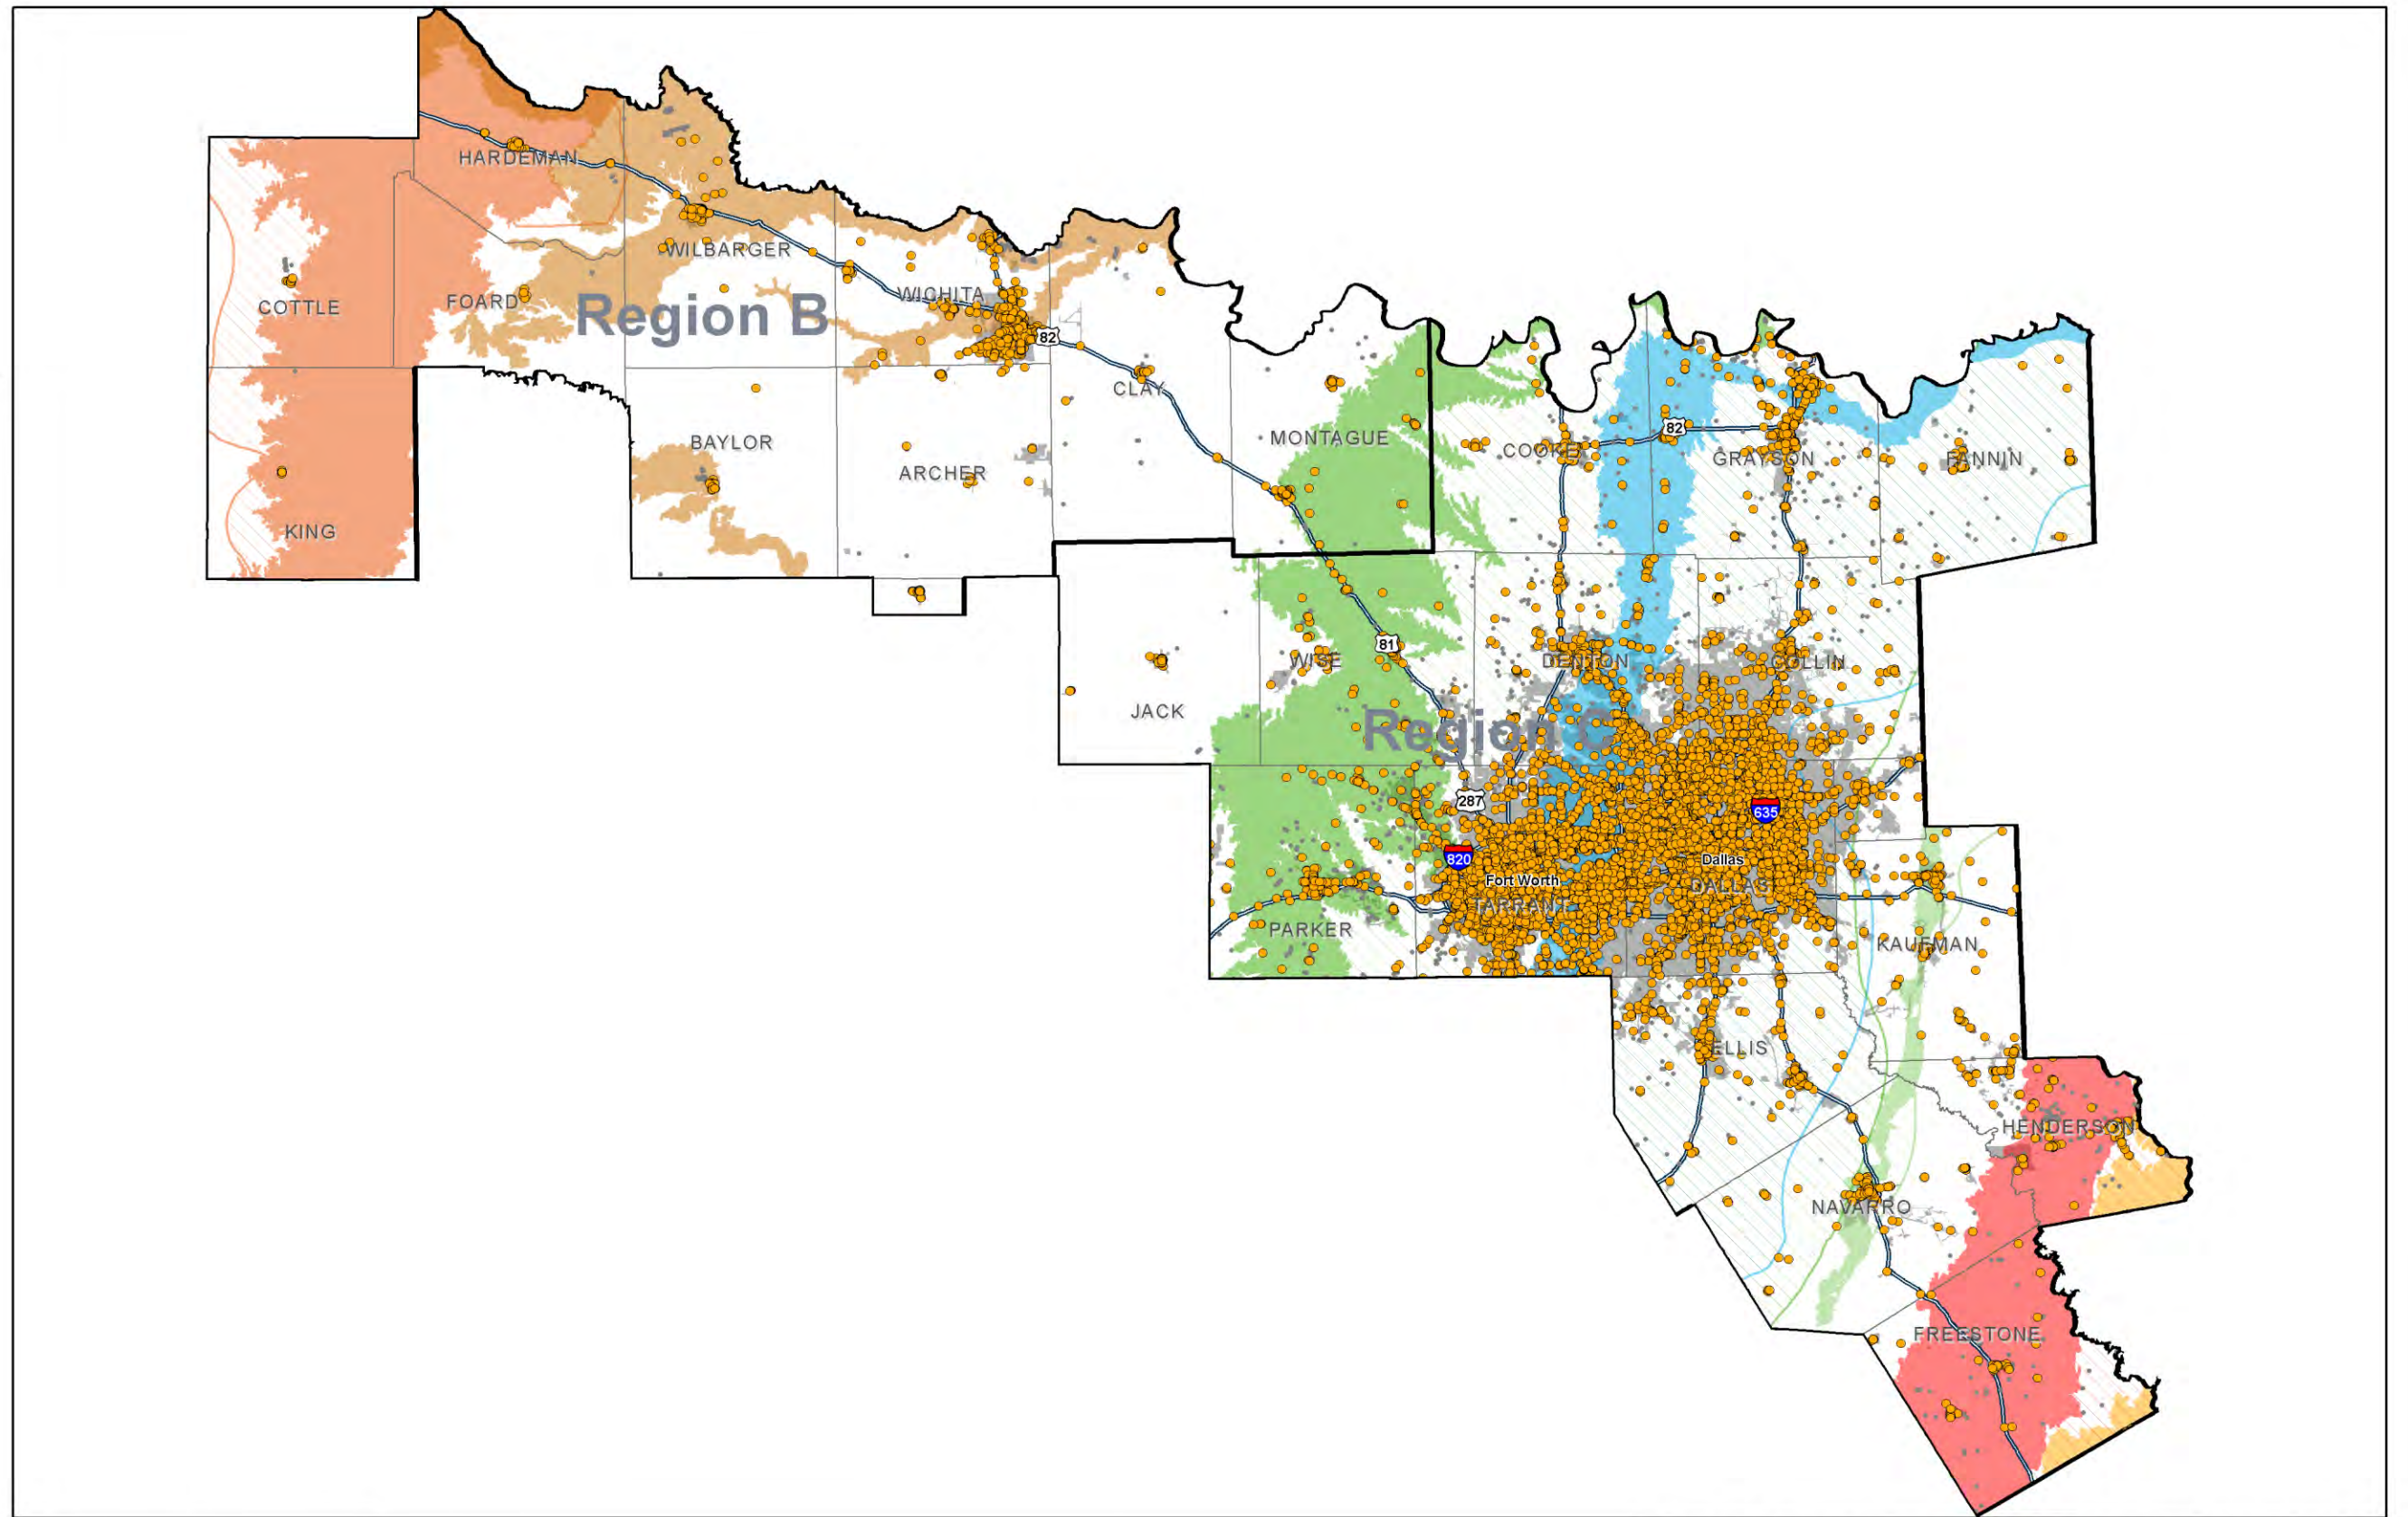 HARDEMAN
WILBARGER
COTTLE
FOARD
Region B
WICHITA
82
CLAY
BAYLOR
ARCHER
MONTAGUE
COOKE
82
GRAYSON
FANNIN
KING
81
WISE
DENTON
COLLIN
JACK
Region C
287
635
820
Dallas
Fort Worth
DALLAS
TARRANT
PARKER
KAUFMAN
ELLIS
HENDERSON
NAVARRO
FREESTONE